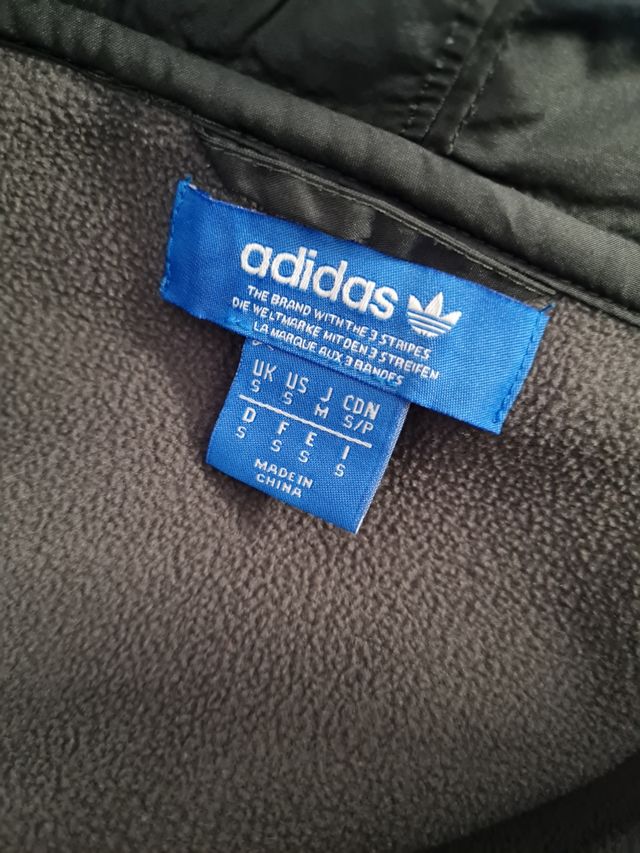 adidas
THE BRAND WITH THE 3 STRIPES
DIE WELTMARKE MIT DEN 3 STREIFEN
LA MARQUE AUX 3 BANDES
UK US J CDN
S S M S/P
D F E I
S S S S
MADE IN
CHINA